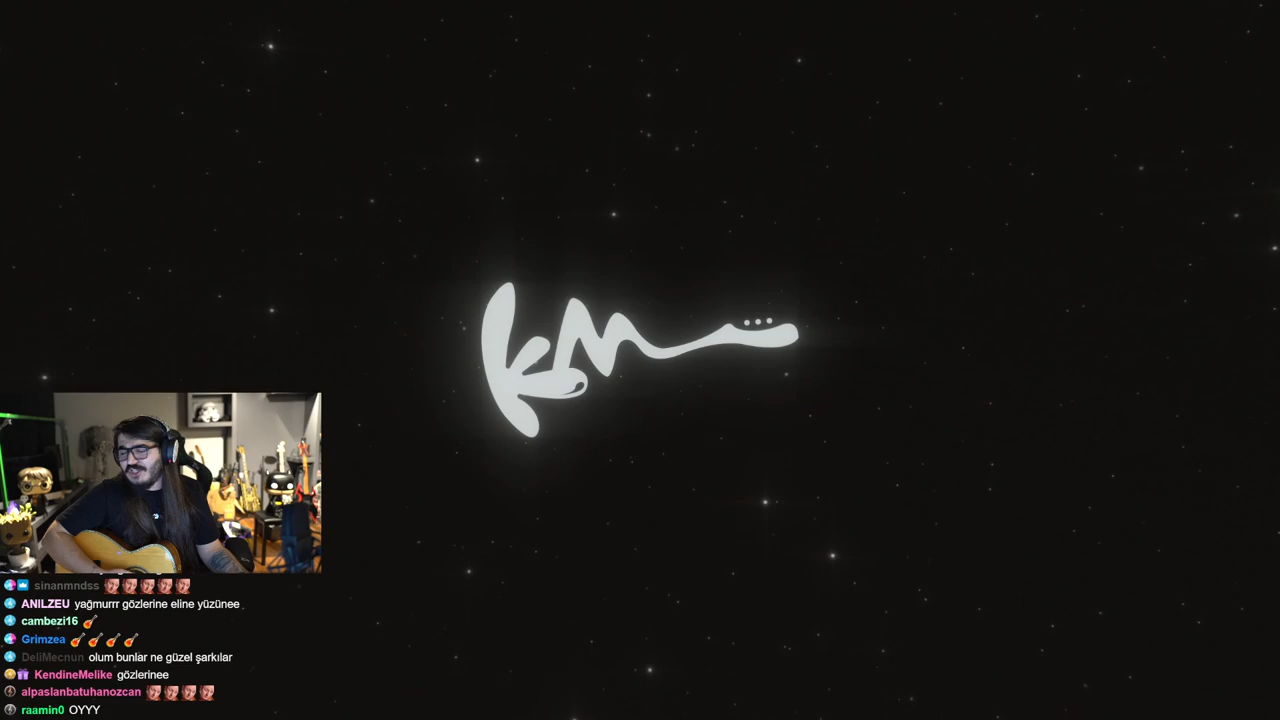 km
sinanmndss
ANILZEU yağmurrr gözlerine eline yüzünee
cambezi16
Grimzea
DeliMecnun olum bunlar ne güzel şarkılar
KendineMelike gözlerinee
alpaslanbatuhanozcan
raamin0 OYYY